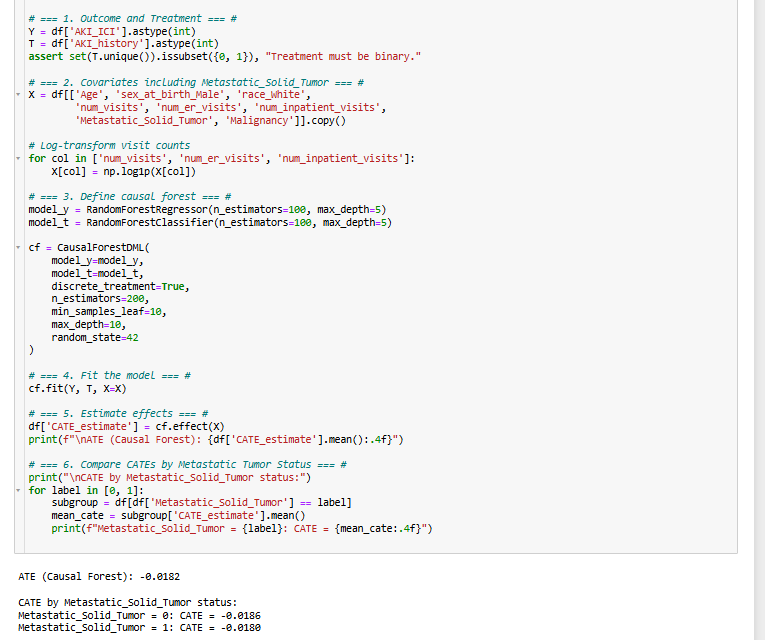 # === 1. Outcome and Treatment === #
Y = df['AKI_ICI'].astype(int)
T = df['AKI_history'].astype(int)
assert set(T.unique()).issubset({0, 1}), "Treatment must be binary."
# === 2. Covariates including Metastatic_Solid_Tumor === #
X = df[['Age', 'sex_at_birth_Male', 'race_White',
'num_visits', 'num_er_visits', 'num_inpatient_visits',
'Metastatic_Solid_Tumor', 'Malignancy']].copy()
# Log-transform visit counts
for col in ['num_visits', 'num_er_visits', 'num_inpatient_visits']:
X[col] = np.log1p(X[col])
# === 3. Define causal forest === #
model_y = RandomForestRegressor(n_estimators=100, max_depth=5)
model_t = RandomForestClassifier(n_estimators=100, max_depth=5)
cf = CausalForestDML(
model_y=model_y,
model_t=model_t,
discrete_treatment=True,
n_estimators=200,
min_samples_leaf=10,
max_depth=10,
random_state=42
)
# === 4. Fit the model === #
cf.fit(Y, T, X=X)
# === 5. Estimate effects === #
df['CATE_estimate'] = cf.effect(X)
print(f"\nATE (Causal Forest): {df['CATE_estimate'].mean():.4f}")
# === 6. Compare CATEs by Metastatic Tumor Status === #
print("\nCATE by Metastatic_Solid_Tumor status:")
for label in [0, 1]:
subgroup = df[df['Metastatic_Solid_Tumor'] == label]
mean_cate = subgroup['CATE_estimate'].mean()
print(f"Metastatic_Solid_Tumor = {label}: CATE = {mean_cate:.4f}")
ATE (Causal Forest): -0.0182
CATE by Metastatic_Solid_Tumor status:
Metastatic_Solid_Tumor = 0: CATE = -0.0186
Metastatic_Solid_Tumor = 1: CATE = -0.0180